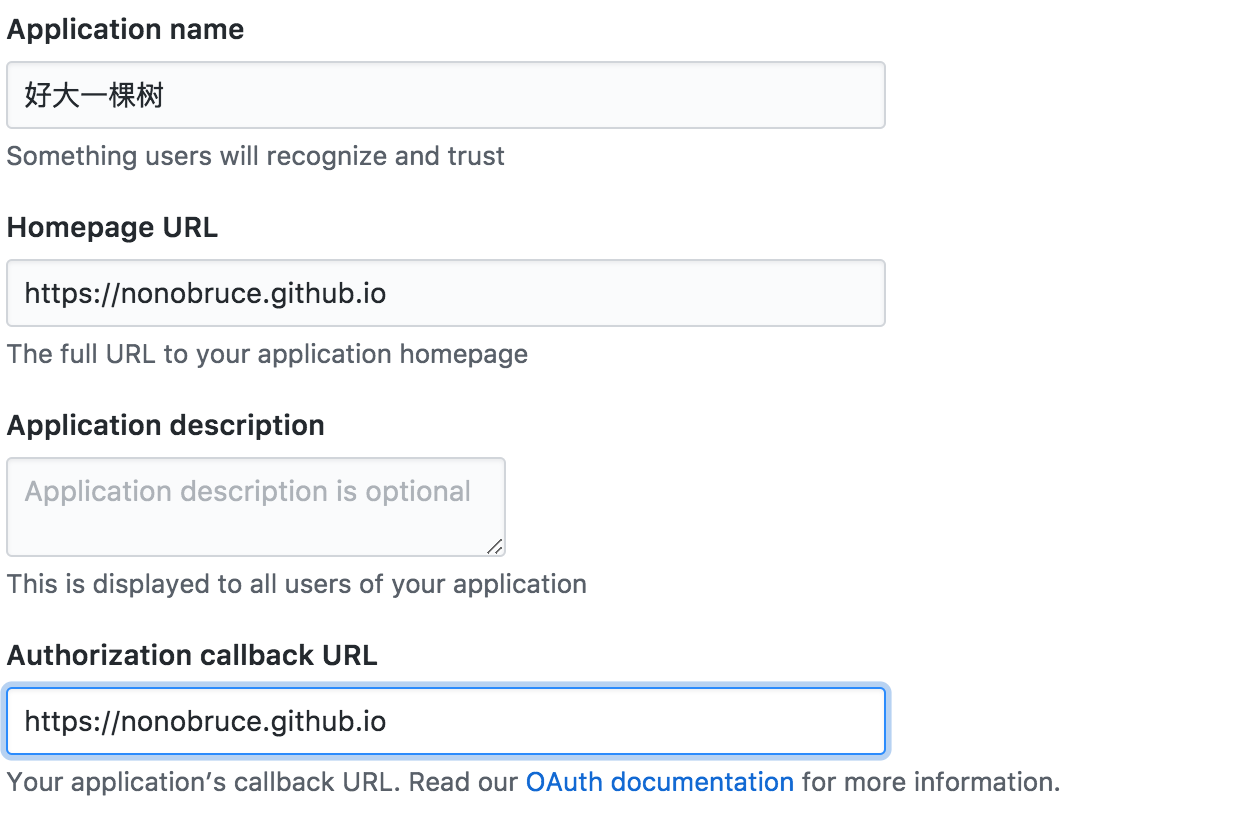 Application name
好大一棵树
Something users will recognize and trust
Homepage URL
https://nonobruce.github.io
The full URL to your application homepage
Application description
Application description is optional
This is displayed to all users of your application
Authorization callback URL
https://nonobruce.github.io
Your application’s callback URL. Read our OAuth documentation for more information.